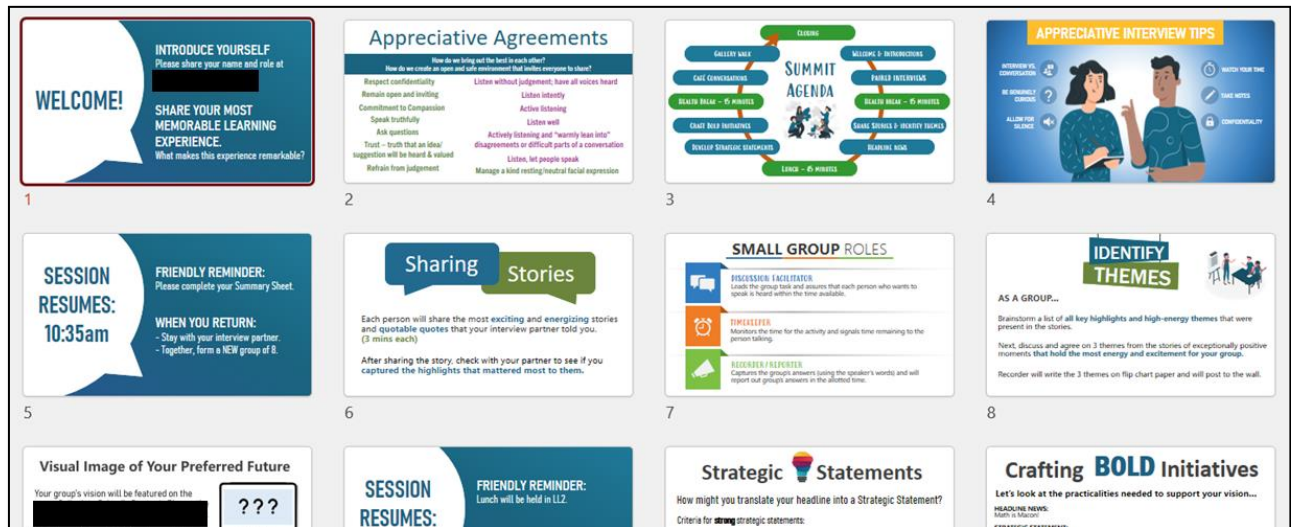 WELCOME!
INTRODUCE YOURSELF
Please share your name and role at
SHARE YOUR MOST
MEMORABLE LEARNING
EXPERIENCE.
What makes this experience remarkable?
1
Appreciative Agreements
How do we bring out the best in each other?
How do we create an open and safe environment that invites everyone to share?
Respect confidentiality
Remain open and inviting
Commitment to Compassion
Speak truthfully
Ask questions
Trust – truth that an idea/
suggestion will be heard & valued
Refrain from judgement
Listen without judgement; have all voices heard
Listen intently
Active listening
Listen well
Actively listening and "warmly lean into"
disagreements or difficult parts of a conversation
Listen, let people speak
Manage a kind resting/neutral facial expression
2
SUMMIT
AGENDA
CLOSING
GALLERY WALK
CAFÉ CONVERSATIONS
HEALTH BREAK – 15 MINUTES
CRAFT BOLD INITIATIVES
DEVELOP STRATEGIC STATEMENTS
LUNCH – 45 MINUTES
WELCOME & INTRODUCTIONS
PAIRED INTERVIEWS
HEALTH BREAK – 15 MINUTES
SHARE STORIES & IDENTIFY THEMES
HEADLINE NEWS
3
APPRECIATIVE INTERVIEW TIPS
INTERVIEW VS.
CONVERSATION
BE GENUINELY
CURIOUS
ALLOW FOR
SILENCE
WATCH YOUR TIME
TAKE NOTES
CONFIDENTIALITY
4
SESSION
RESUMES:
10:35am
FRIENDLY REMINDER:
Please complete your Summary Sheet.
WHEN YOU RETURN:
- Stay with your interview partner.
- Together, form a NEW group of 8.
5
Sharing
Stories
Each person will share the most exciting and energizing stories
and quotable quotes that your interview partner told you.
(3 mins each)
After sharing the story, check with your partner to see if you
captured the highlights that mattered most to them.
6
SMALL GROUP ROLES
DISCUSSION FACILITATOR
Leads the group task and assures that each person who wants to
speak is heard within the time available.
TIMEKEEPER
Monitors the time for the activity and signals time remaining to the
person talking.
RECORDER/REPORTER
Captures the group's answers (using the speaker's words) and will
report out group's answers in the allotted time.
7
IDENTIFY
THEMES
AS A GROUP...
Brainstorm a list of all key highlights and high-energy themes that were
present in the stories.
Next, discuss and agree on 3 themes from the stories of exceptionally positive
moments that hold the most energy and excitement for your group.
Recorder will write the 3 themes on flip chart paper and will post to the wall.
8
Visual Image of Your Preferred Future
Your group's vision will be featured on the
???
SESSION
RESUMES:
FRIENDLY REMINDER:
Lunch will be held in LL2.
Strategic Statements
How might you translate your headline into a Strategic Statement?
Criteria for strong strategic statements:
Crafting BOLD Initiatives
Let's look at the practicalities needed to support your vision...
HEADLINE NEWS:
Math is Macon!